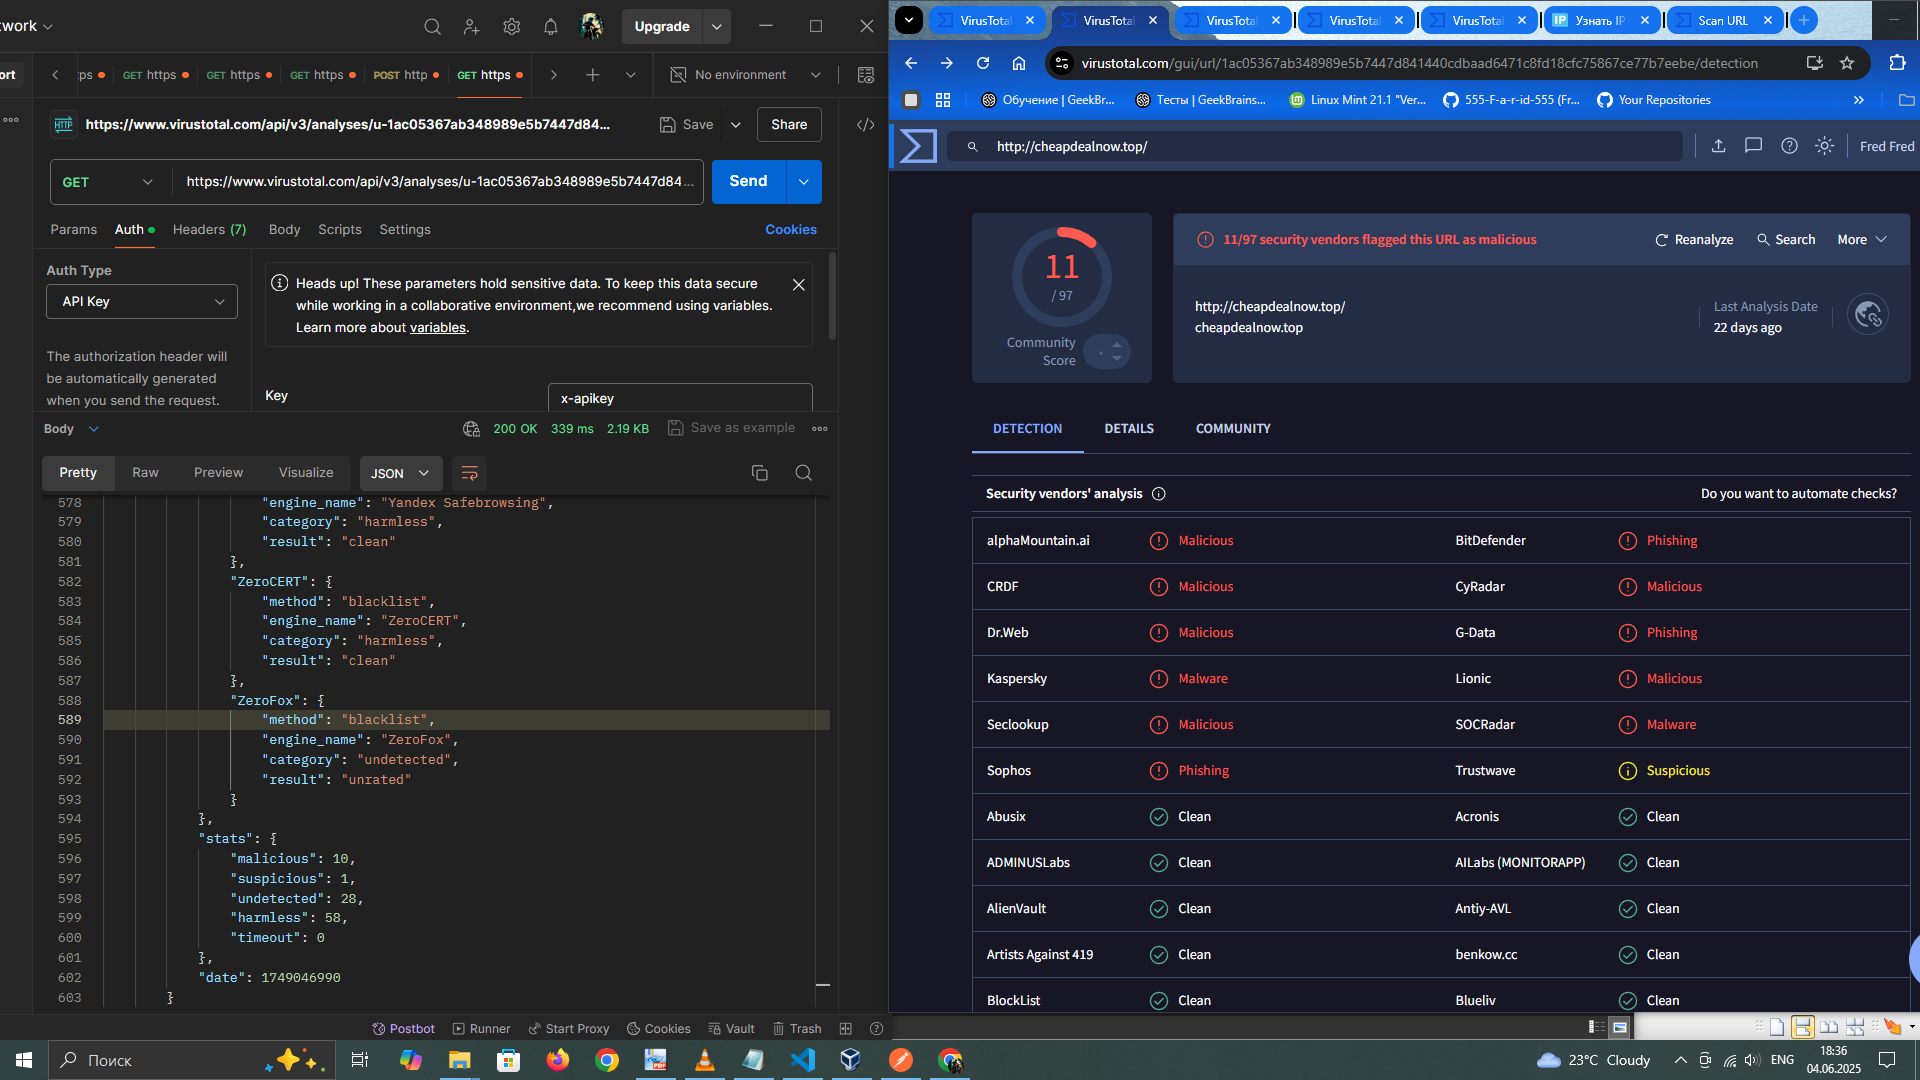 twork
Upgrade
ort
ps
GET https
GET https
GET https
POST http
GET https
No environment
HTTP
https://www.virustotal.com/api/v3/analyses/u-1ac05367ab348989e5b7447d84...
Save
Share
GET
https://www.virustotal.com/api/v3/analyses/u-1ac05367ab348989e5b7447d84...
Send
Params
Auth
Headers (7)
Body
Scripts
Settings
Cookies
Auth Type
API Key
The authorization header will
be automatically generated
when you send the request.
Heads up! These parameters hold sensitive data. To keep this data secure
while working in a collaborative environment,we recommend using variables.
Learn more about variables.
Key
x-apikey
Body
200 OK
339 ms
2.19 KB
Save as example
Pretty
Raw
Preview
Visualize
JSON
578 "engine_name": "Yandex Safebrowsing",
579 "category": "harmless",
580 "result": "clean"
581 },
582 "ZeroCERT": {
583 "method": "blacklist",
584 "engine_name": "ZeroCERT",
585 "category": "harmless",
586 "result": "clean"
587 },
588 "ZeroFox": {
589 "method": "blacklist",
590 "engine_name": "ZeroFox",
591 "category": "undetected",
592 "result": "unrated"
593 }
594 },
595 "stats": {
596 "malicious": 10,
597 "suspicious": 1,
598 "undetected": 28,
599 "harmless": 58,
600 "timeout": 0
601 },
602 "date": 1749046990
603 }
Postbot
Runner
Start Proxy
Cookies
Vault
Trash
VirusTotal
VirusTotal
VirusTotal
VirusTotal
VirusTotal
IP
Узнать IP
Scan URL
virustotal.com/gui/url/1ac05367ab348989e5b7447d841440cdbaad6471c8fd18cfc75867ce77b7eebe/detection
Обучение | GeekBr...
Тесты | GeekBrains...
Linux Mint 21.1 "Ver...
555-F-a-r-id-555 (Fr...
Your Repositories
http://cheapdealnow.top/
Fred Fred
11
/ 97
Community
Score
11/97 security vendors flagged this URL as malicious
Reanalyze
Search
More
http://cheapdealnow.top/
cheapdealnow.top
Last Analysis Date
22 days ago
DETECTION
DETAILS
COMMUNITY
Security vendors' analysis
Do you want to automate checks?
alphaMountain.ai Malicious BitDefender Phishing
CRDF Malicious CyRadar Malicious
Dr.Web Malicious G-Data Phishing
Kaspersky Malware Lionic Malicious
Seclookup Malicious SOCRadar Malware
Sophos Phishing Trustwave Suspicious
Abusix Clean Acronis Clean
ADMINUSLabs Clean AILabs (MONITORAPP) Clean
AlienVault Clean Antiy-AVL Clean
Artists Against 419 Clean benkow.cc Clean
BlockList Clean Blueliv Clean
Поиск
PDF
23°C Cloudy
ENG
18:36
04.06.2025